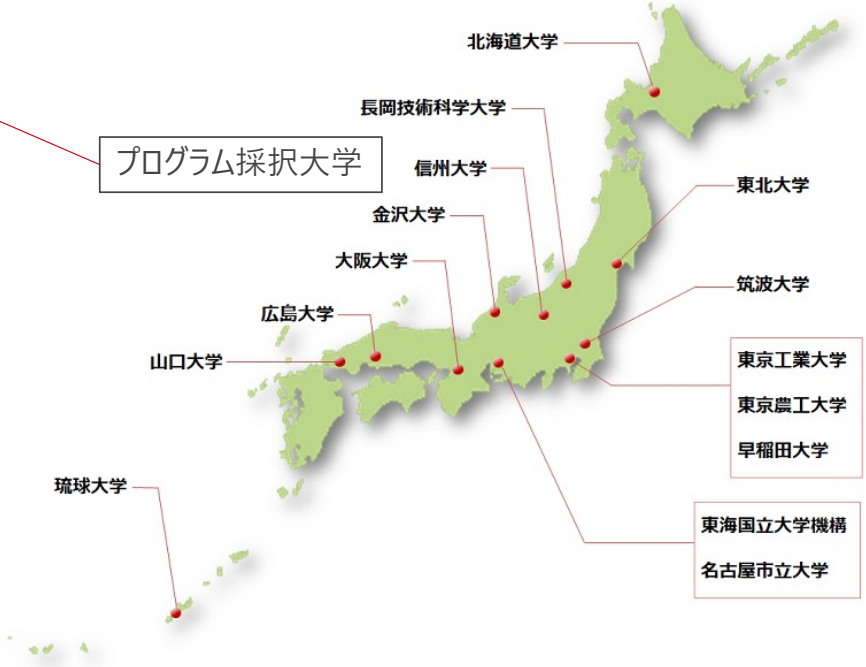 北海道大学
長岡技術科学大学
プログラム採択大学
信州大学
東北大学
金沢大学
大阪大学
筑波大学
広島大学
山口大学
東京工業大学
東京農工大学
早稲田大学
琉球大学
東海国立大学機構
名古屋市立大学